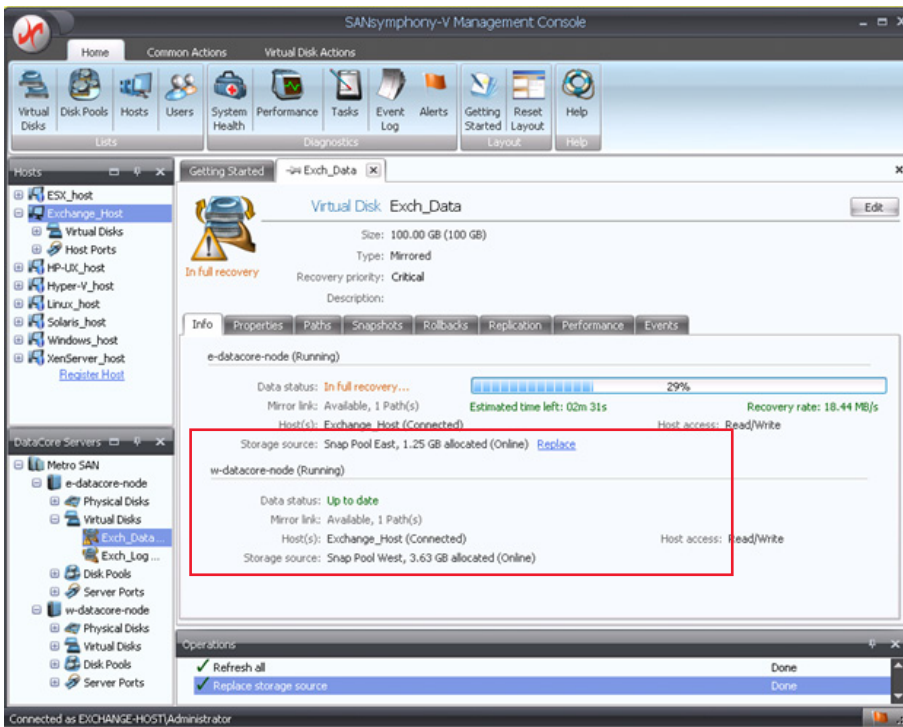 SANsymphony-V Management Console
Home Common Actions Virtual Disk Actions
Virtual Disks Disk Pools Hosts Users System Health Performance Tasks Event Log Alerts Getting Started Reset Layout Help
Lists Diagnostics Layout Help
Hosts
ESX_host
Exchange_Host
Virtual Disks
Host Ports
HP-UX_host
Hyper-V_host
Linux_host
Solaris_host
Windows_host
XenServer_host
Register Host
DataCore Servers
Metro SAN
e-datacore-node
Physical Disks
Virtual Disks
Exch_Data...
Exch_Log ...
Disk Pools
Server Ports
w-datacore-node
Physical Disks
Virtual Disks
Disk Pools
Server Ports
Getting Started Exch_Data
Virtual Disk Exch_Data Edit
Size: 100.00 GB (100 GB)
Type: Mirrored
In full recovery
Recovery priority: Critical
Description:
Info Properties Paths Snapshots Rollbacks Replication Performance Events
e-datacore-node (Running)
Data status: In full recovery... 29%
Mirror link: Available, 1 Path(s) Estimated time left: 02m 31s Recovery rate: 18.44 MB/s
Host(s): Exchange_Host (Connected) Host access: Read/Write
Storage source: Snap Pool East, 1.25 GB allocated (Online) Replace
w-datacore-node (Running)
Data status: Up to date
Mirror link: Available, 1 Path(s)
Host(s): Exchange_Host (Connected) Host access: Read/Write
Storage source: Snap Pool West, 3.63 GB allocated (Online)
Operations
Refresh all Done
Replace storage source Done
Connected as EXCHANGE-HOST\Administrator